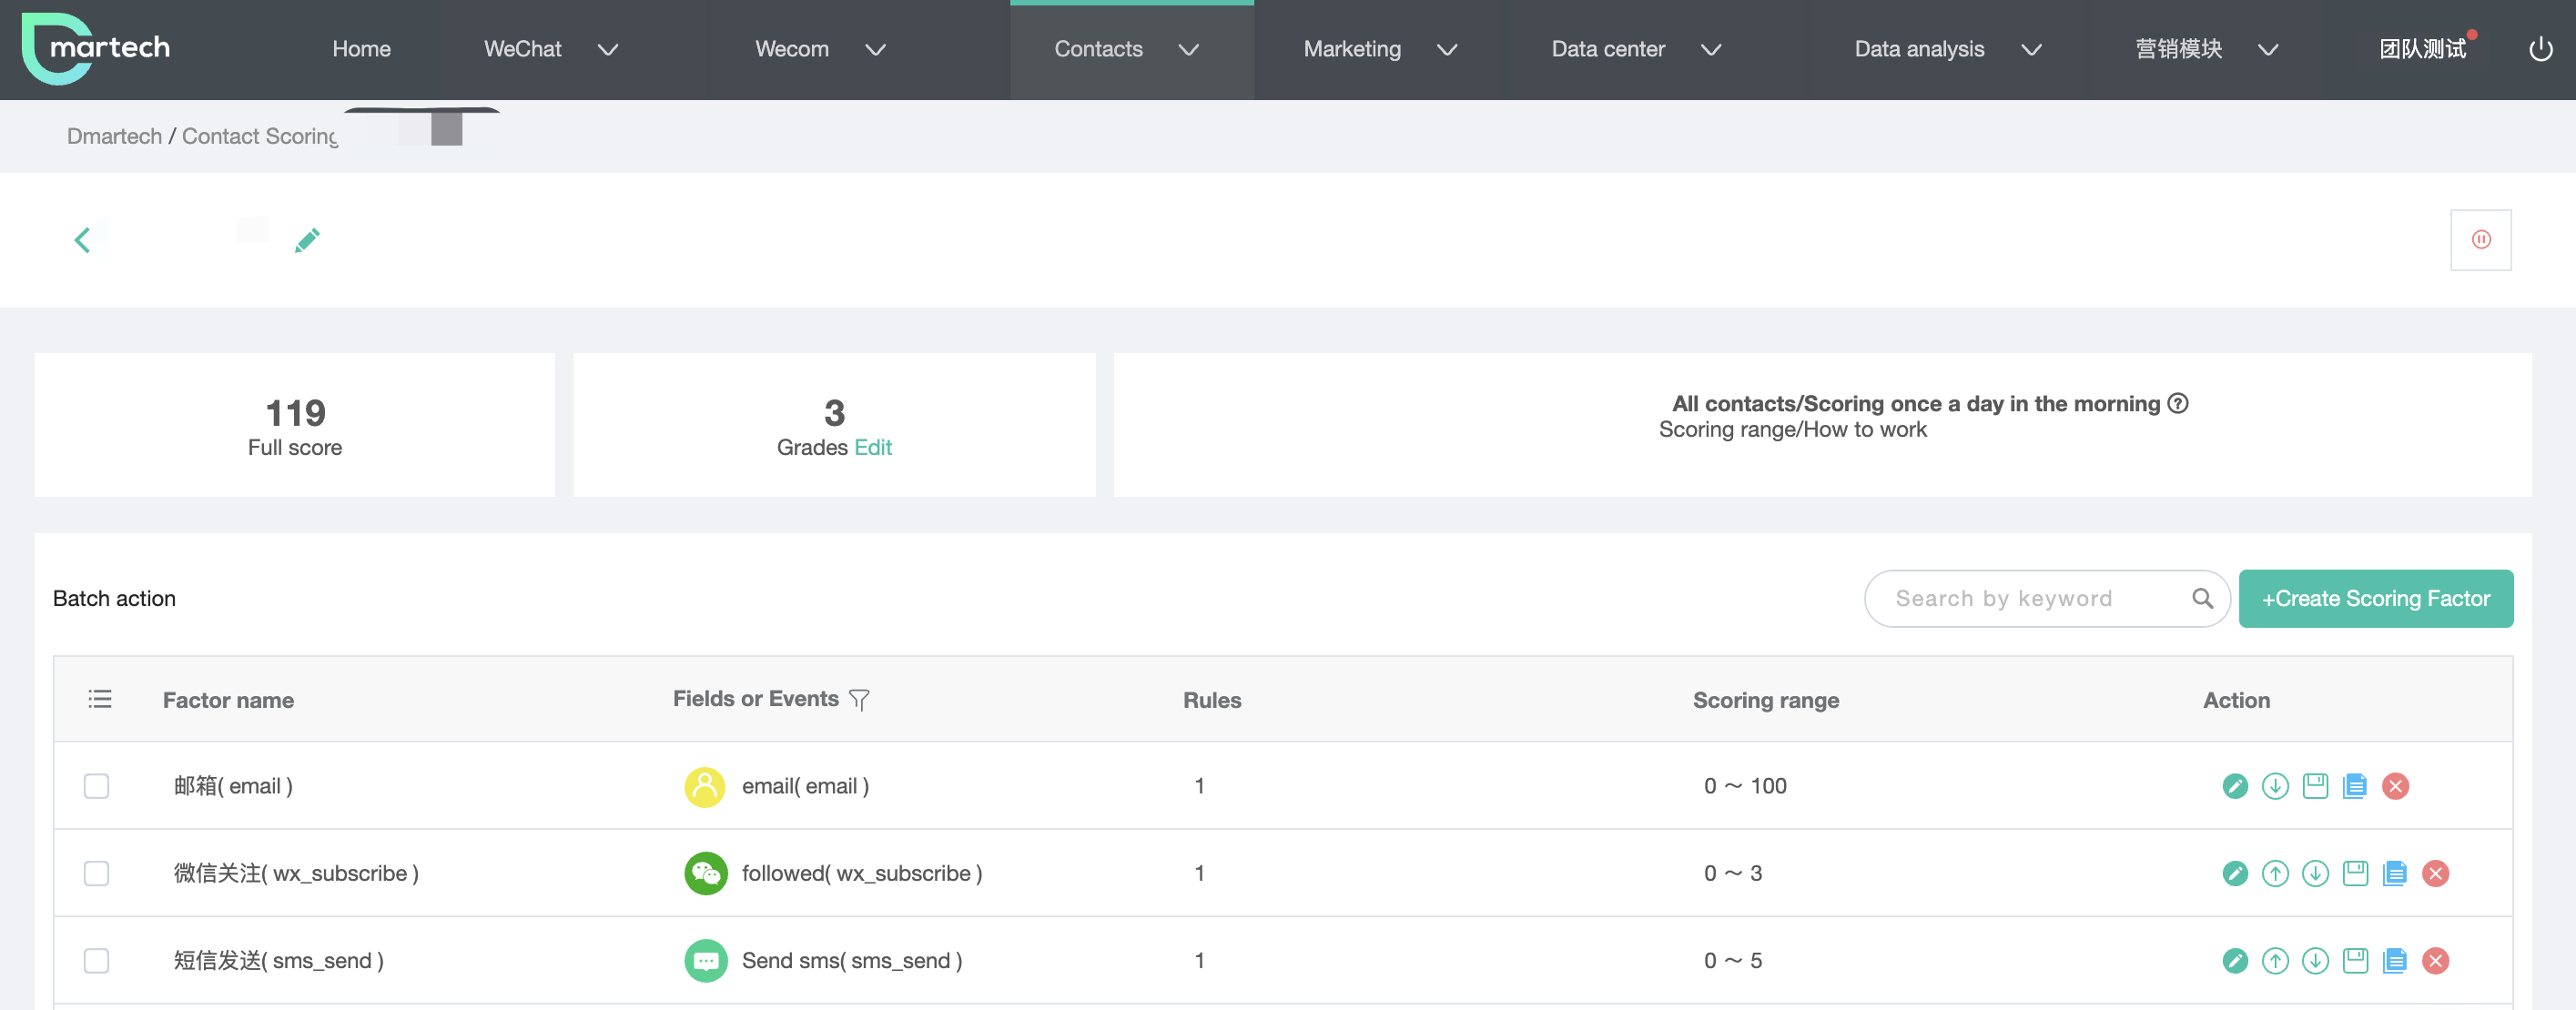 martech
Home WeChat Wecom Contacts Marketing Data center Data analysis 营销模块 团队测试
Dmartech / Contact Scoring
119
Full score
3
Grades Edit
All contacts/Scoring once a day in the morning ?
Scoring range/How to work
Batch action
Search by keyword
+Create Scoring Factor
Factor name Fields or Events Rules Scoring range Action
邮箱( email ) email( email ) 1 0 ～ 100
微信关注( wx_subscribe ) followed( wx_subscribe ) 1 0 ～ 3
短信发送( sms_send ) Send sms( sms_send ) 1 0 ～ 5